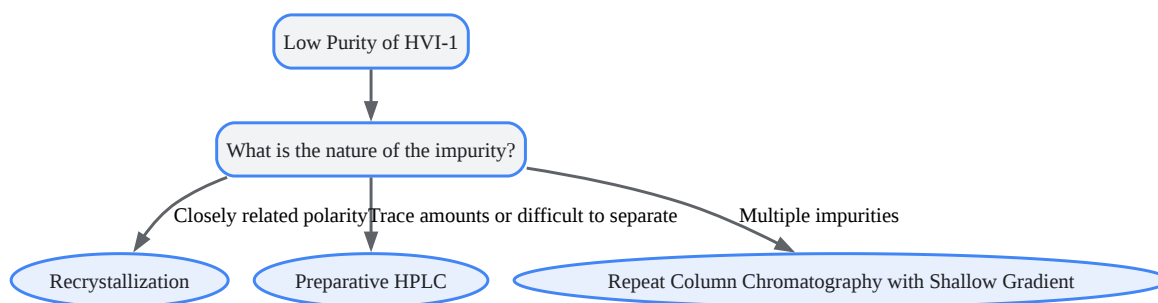 Low Purity of HVI-1
What is the nature of the impurity?
Closely related polarity
Trace amounts or difficult to separate
Multiple impurities
Recrystallization
Preparative HPLC
Repeat Column Chromatography with Shallow Gradient